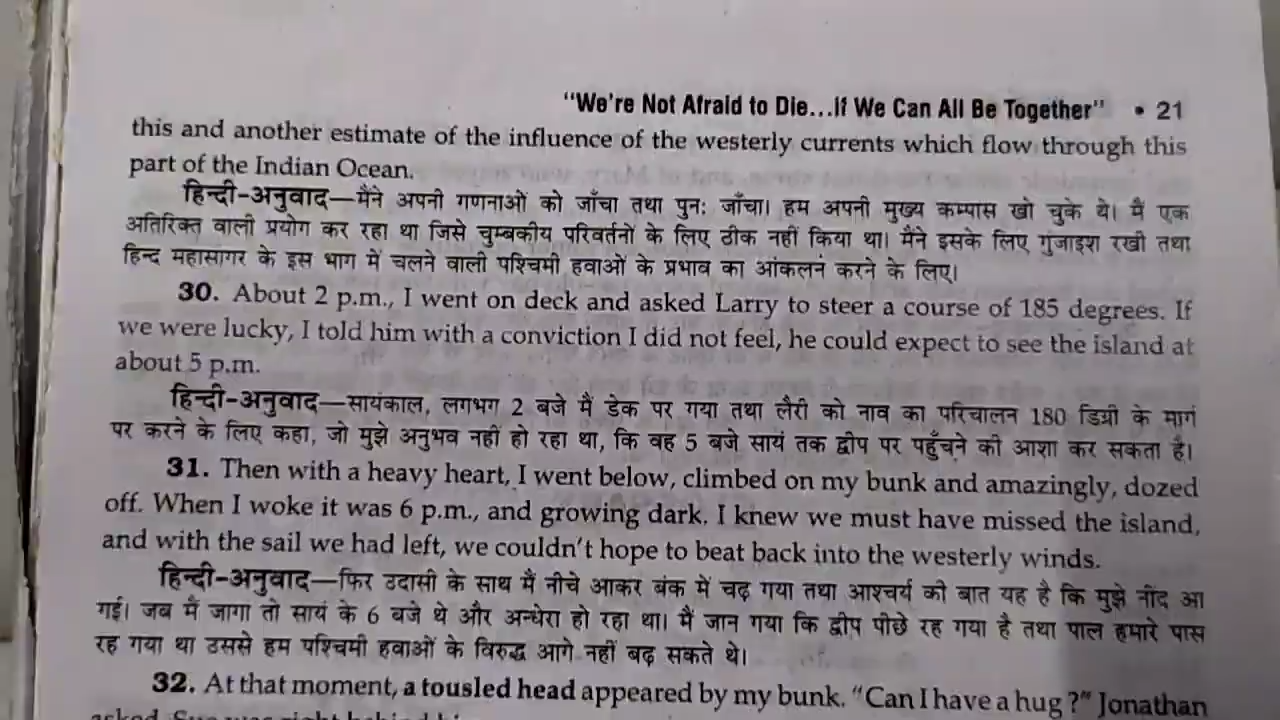 "We're Not Afraid to Die...If We Can All Be Together" • 21
this and another estimate of the influence of the westerly currents which flow through this
part of the Indian Ocean.
हिन्दी-अनुवाद—मैंने अपनी गणनाओं को जाँचा तथा पुनः जाँचा। हम अपनी मुख्य कम्पास खो चुके थे। मैं एक
अतिरिक्त वाली प्रयोग कर रहा था जिसे चुम्बकीय परिवर्तनों के लिए ठीक नहीं किया था। मैंने इसके लिए गुंजाइश रखी तथा
हिन्द महासागर के इस भाग में चलने वाली पश्चिमी हवाओं के प्रभाव का आंकलन करने के लिए।
30. About 2 p.m., I went on deck and asked Larry to steer a course of 185 degrees. If
we were lucky, I told him with a conviction I did not feel, he could expect to see the island at
about 5 p.m.
हिन्दी-अनुवाद—सायंकाल, लगभग 2 बजे मैं डेक पर गया तथा लैरी को नाव का परिचालन 180 डिग्री के मार्ग
पर करने के लिए कहा, जो मुझे अनुभव नहीं हो रहा था, कि वह 5 बजे सायं तक द्वीप पर पहुँचने की आशा कर सकता है।
31. Then with a heavy heart, I went below, climbed on my bunk and amazingly, dozed
off. When I woke it was 6 p.m., and growing dark. I knew we must have missed the island,
and with the sail we had left, we couldn't hope to beat back into the westerly winds.
हिन्दी-अनुवाद—फिर उदासी के साथ मैं नीचे आकर बंक में चढ़ गया तथा आश्चर्य की बात यह है कि मुझे नींद आ
गई। जब मैं जागा तो सायं के 6 बजे थे और अन्धेरा हो रहा था। मैं जान गया कि द्वीप पीछे रह गया है तथा पाल हमारे पास
रह गया था उससे हम पश्चिमी हवाओं के विरुद्ध आगे नहीं बढ़ सकते थे।
32. At that moment, a tousled head appeared by my bunk. "Can I have a hug ?" Jonathan
asked. Sue was right behind